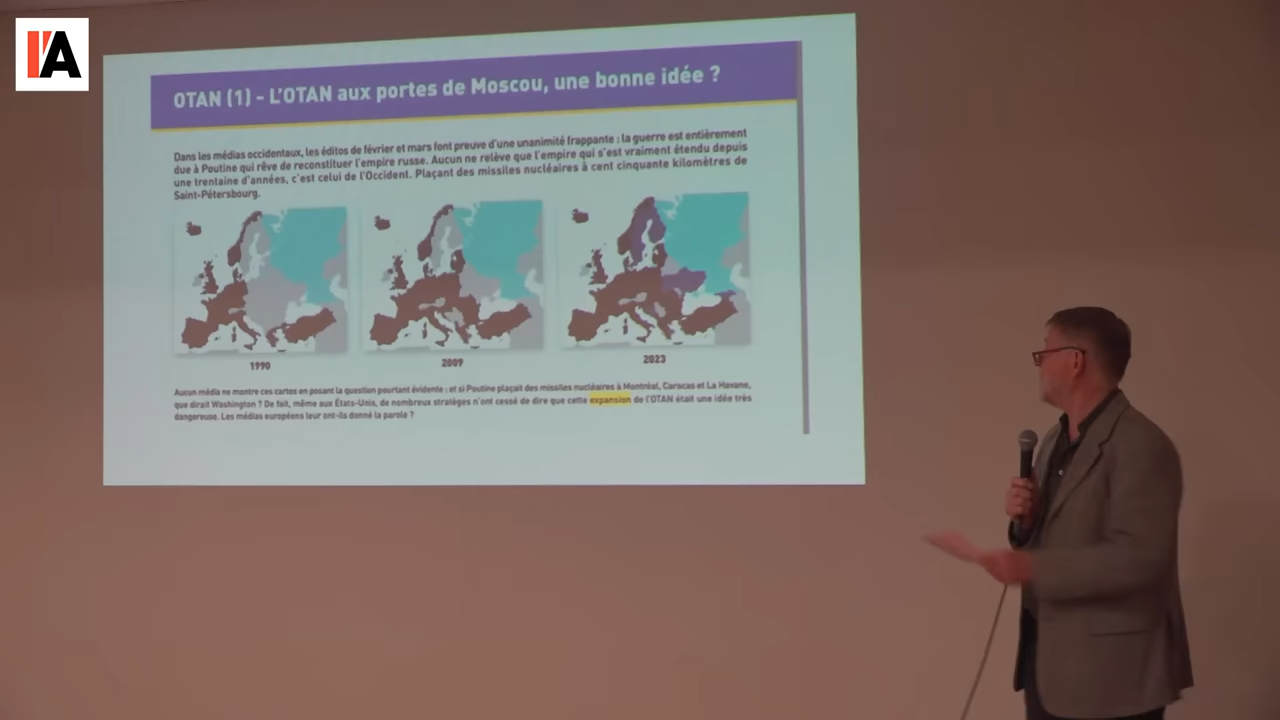 I'A
OTAN (1) - L'OTAN aux portes de Moscou, une bonne idée ?
Dans les médias occidentaux, les éditos de février et mars font preuve d'une unanimité frappante : la guerre est entièrement
due à Poutine qui rêve de reconstituer l'empire russe. Aucun ne relève que l'empire qui s'est vraiment étendu depuis
une trentaine d'années, c'est celui de l'Occident. Plaçant des missiles nucléaires à cent cinquante kilomètres de
Saint-Pétersbourg.
1990
2009
2023
Aucun média ne montre ces cartes en posant la question pourtant évidente : et si Poutine plaçait des missiles nucléaires à Montréal, Caracas et La Havane,
que dirait Washington ? De fait, même aux États-Unis, de nombreux stratèges n'ont cessé de dire que cette expansion de l'OTAN était une idée très
dangereuse. Les médias européens leur ont-ils donné la parole ?